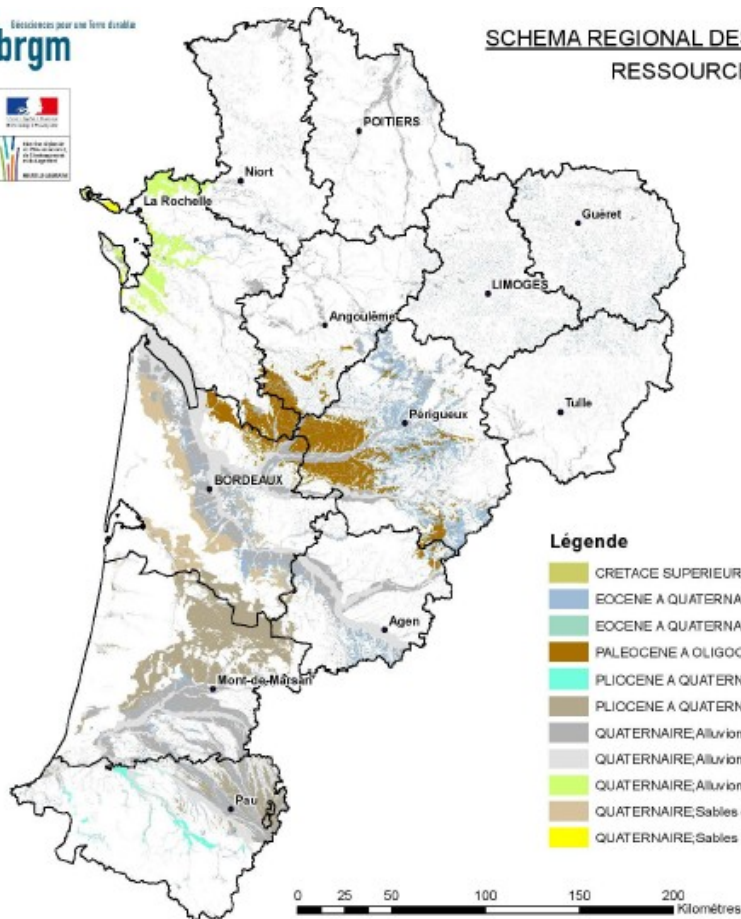 Géosciences pour une Terre durable
brgm
SCHEMA REGIONAL DE
RESSOURC
POITIERS
Niort
La Rochelle
Guéret
LIMOGES
Angoulême
Tulle
Périgueux
BORDEAUX
Agen
Mont-de-Marsan
Pau
Légende
CRETACE SUPERIEUR
EOCENE A QUATERNA
EOCENE A QUATERNA
PALEOCENE A OLIGOC
PLIOCENE A QUATERN
PLIOCENE A QUATERN
QUATERNAIRE;Alluvion
QUATERNAIRE;Alluvion
QUATERNAIRE;Alluvion
QUATERNAIRE;Sables
QUATERNAIRE;Sables
0 25 50 100 150 200
Kilomètres